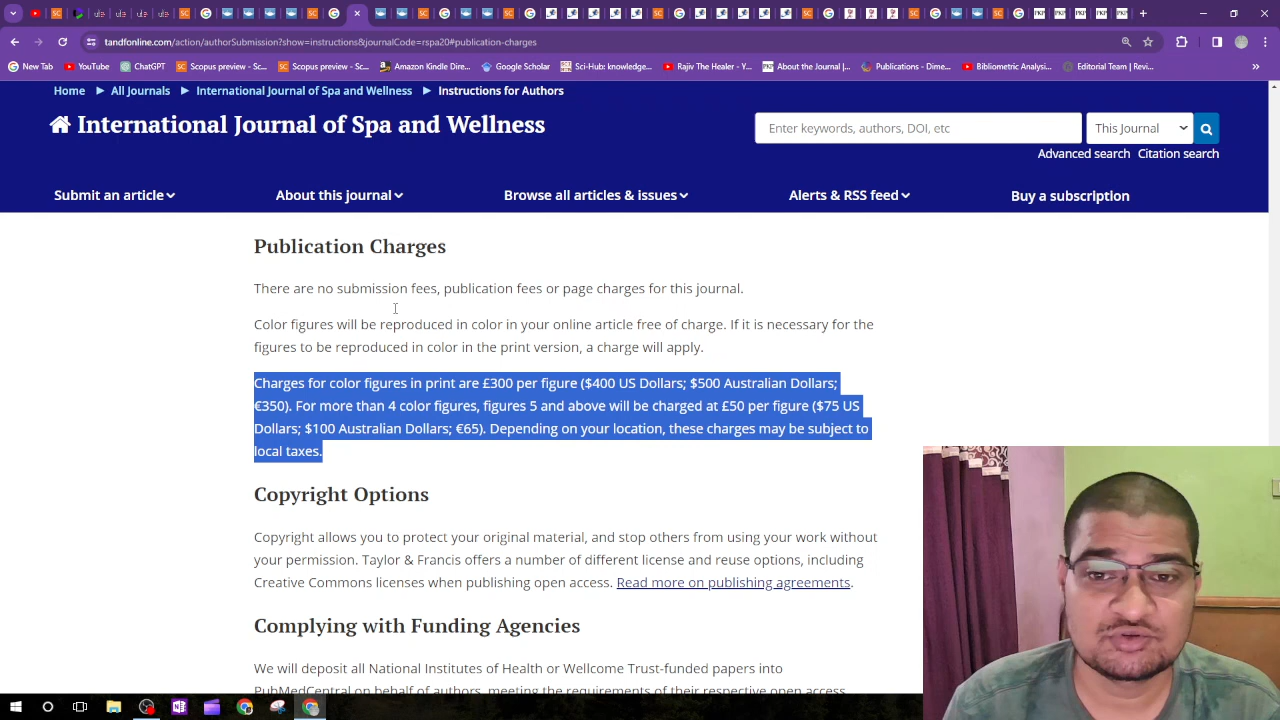 tandfonline.com/action/authorSubmission?show=instructions&journalCode=rspa20#publication-charges
New Tab YouTube ChatGPT Scopus preview - Sc... Scopus preview - Sc... Amazon Kindle Dire... Google Scholar Sci-Hub: knowledge... Rajiv The Healer - Y... About the Journal |... Publications - Dime... Bibliometric Analysi... Editorial Team | Revi...
Home All Journals International Journal of Spa and Wellness Instructions for Authors
International Journal of Spa and Wellness
Enter keywords, authors, DOI, etc This Journal
Advanced search Citation search
Submit an article About this journal Browse all articles & issues Alerts & RSS feed Buy a subscription
Publication Charges
There are no submission fees, publication fees or page charges for this journal.
Color figures will be reproduced in color in your online article free of charge. If it is necessary for the
figures to be reproduced in color in the print version, a charge will apply.
Charges for color figures in print are £300 per figure ($400 US Dollars; $500 Australian Dollars;
€350). For more than 4 color figures, figures 5 and above will be charged at £50 per figure ($75 US
Dollars; $100 Australian Dollars; €65). Depending on your location, these charges may be subject to
local taxes.
Copyright Options
Copyright allows you to protect your original material, and stop others from using your work without
your permission. Taylor & Francis offers a number of different license and reuse options, including
Creative Commons licenses when publishing open access. Read more on publishing agreements.
Complying with Funding Agencies
We will deposit all National Institutes of Health or Wellcome Trust-funded papers into
PubMedCentral on behalf of authors, meeting the requirements of their respective open access